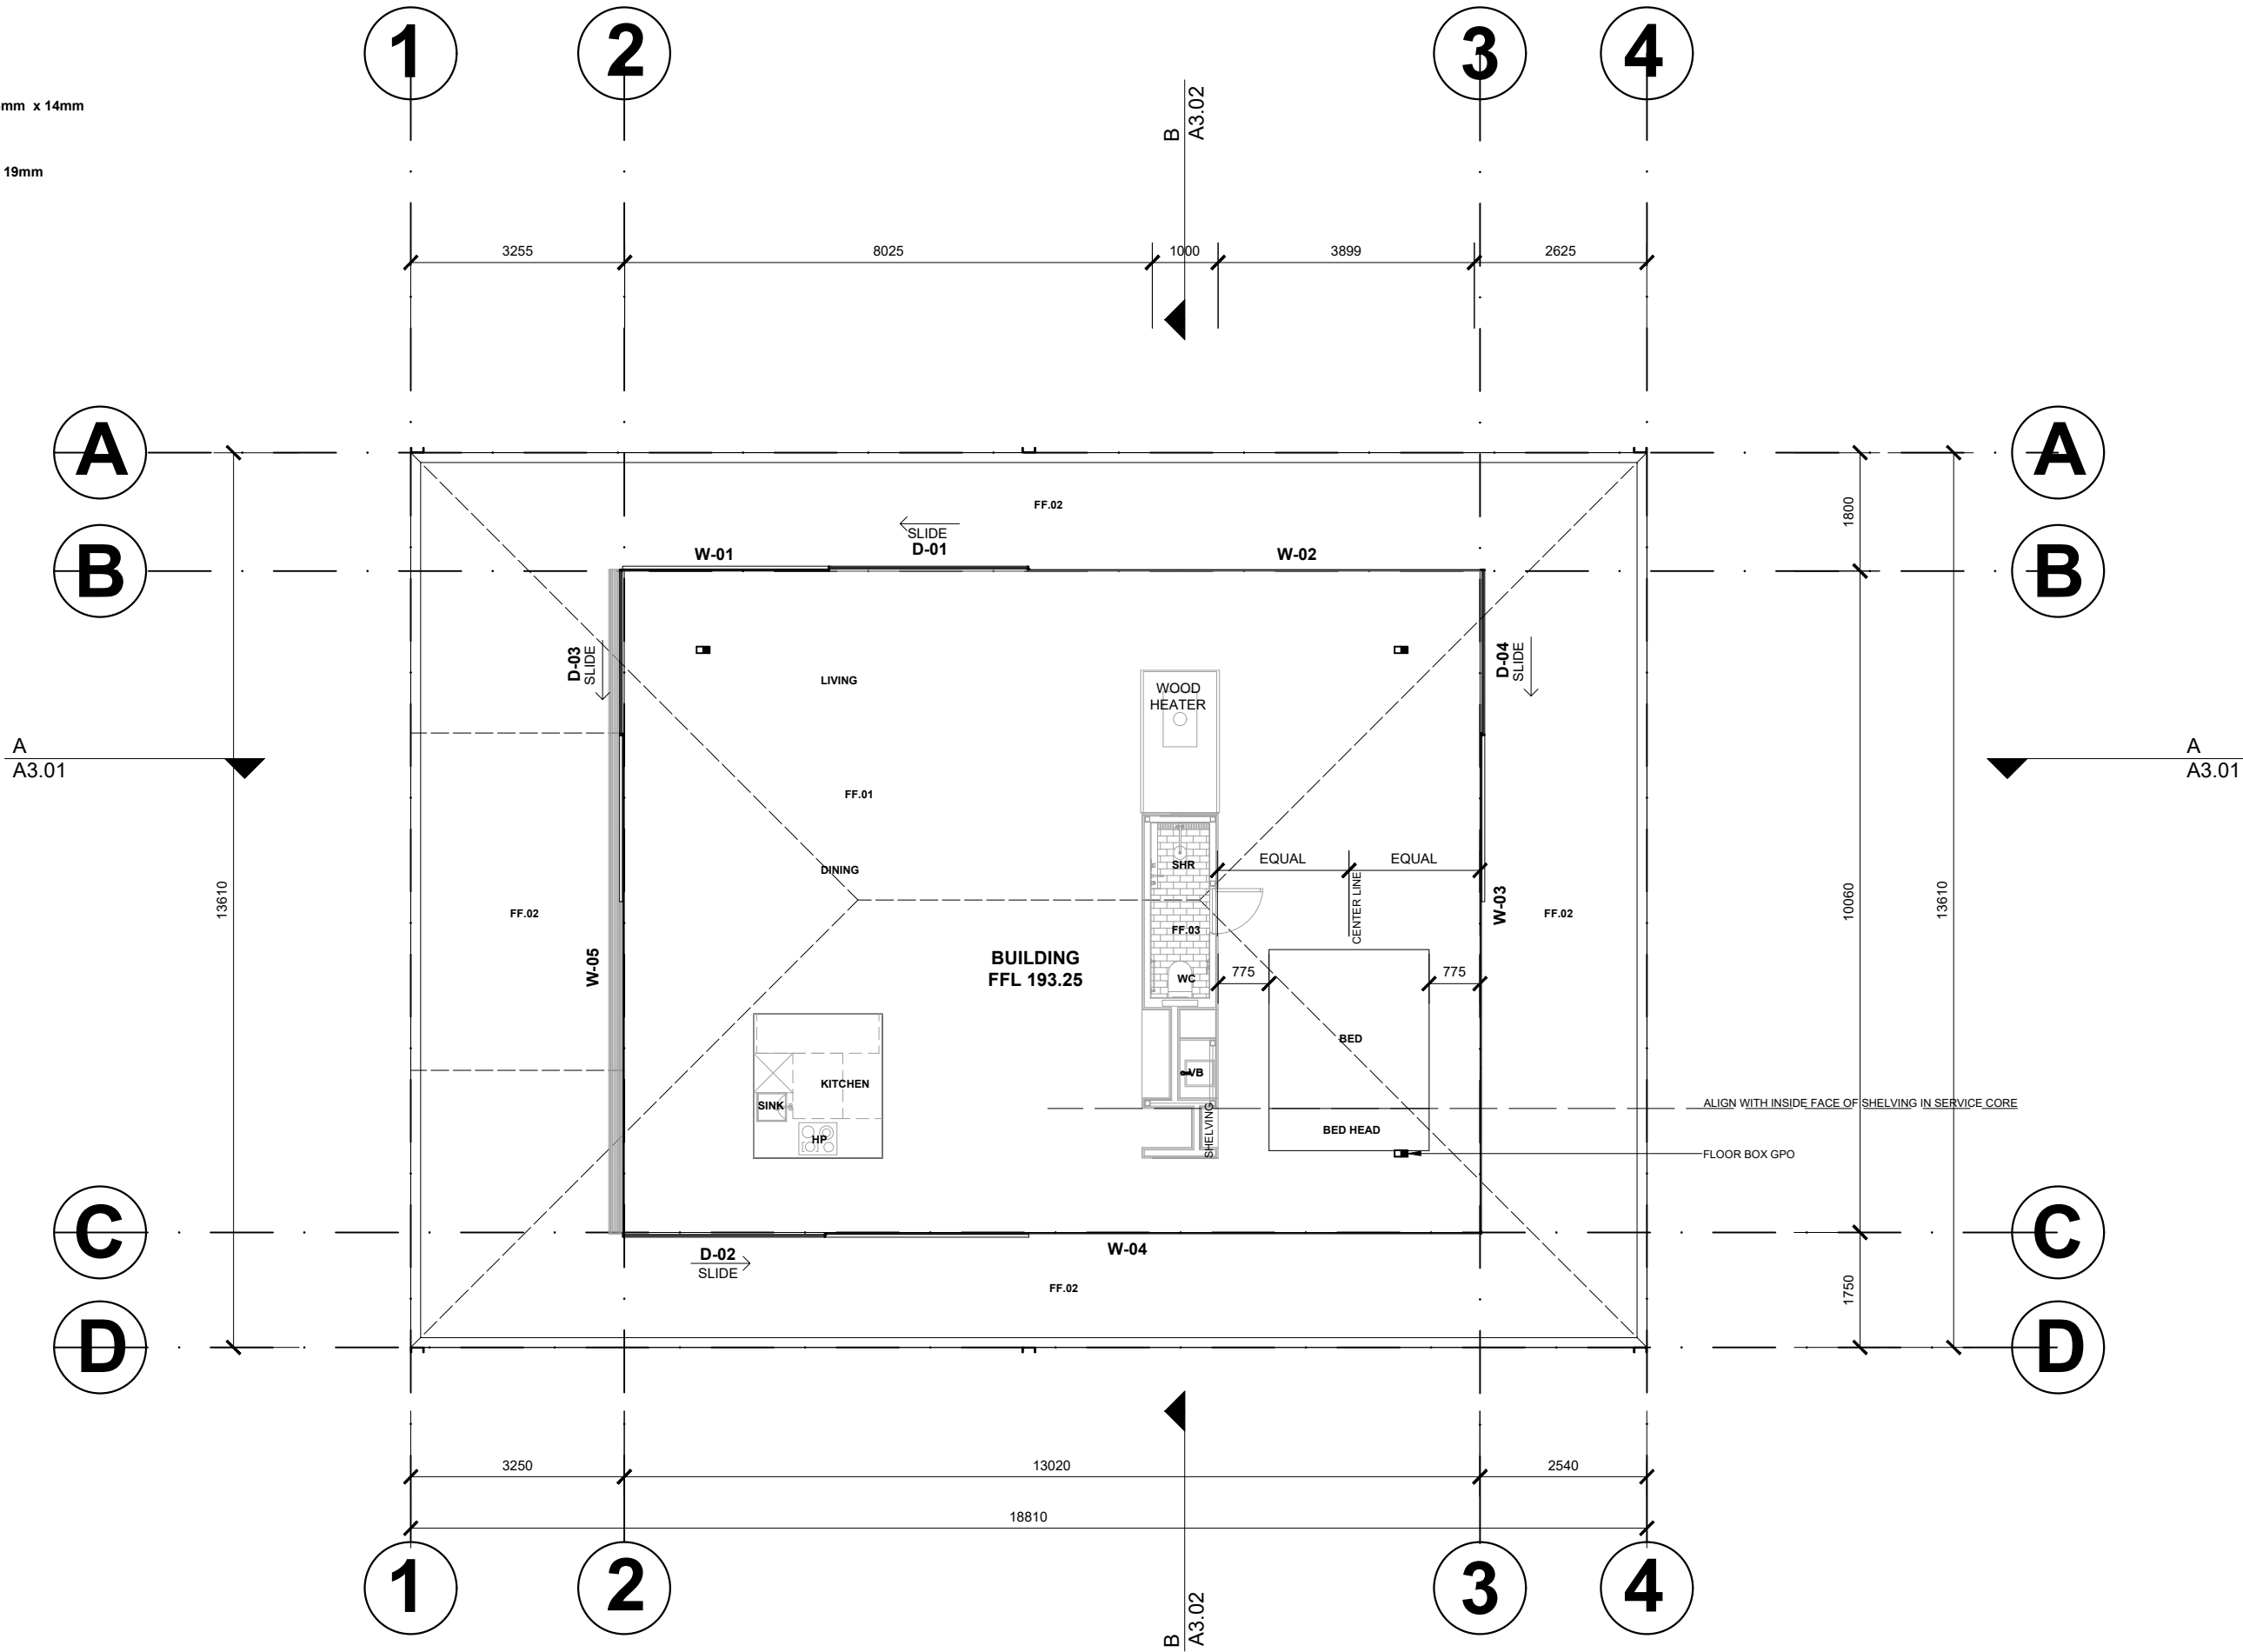 1
2
3
4
mm x 14mm
B
A3.02
19mm
3255
8025
1000
3899
2625
A
A
FF.02
1800
SLIDE
W-01
D-01
W-02
B
B
D-03
SLIDE
D-04
SLIDE
LIVING
WOOD
HEATER
A
A3.01
A
A3.01
FF.01
SHR
EQUAL
EQUAL
DINING
CENTER LINE
13610
FF.02
W-03
FF.02
10060
13610
FF.03
BUILDING
FFL 193.25
W-05
775
775
WC
BED
KITCHEN
VB
SINK
SHELVING
ALIGN WITH INSIDE FACE OF SHELVING IN SERVICE CORE
HP
BED HEAD
FLOOR BOX GPO
C
C
D-02
SLIDE
W-04
FF.02
1750
D
D
3250
13020
2540
18810
1
2
3
4
B
A3.02